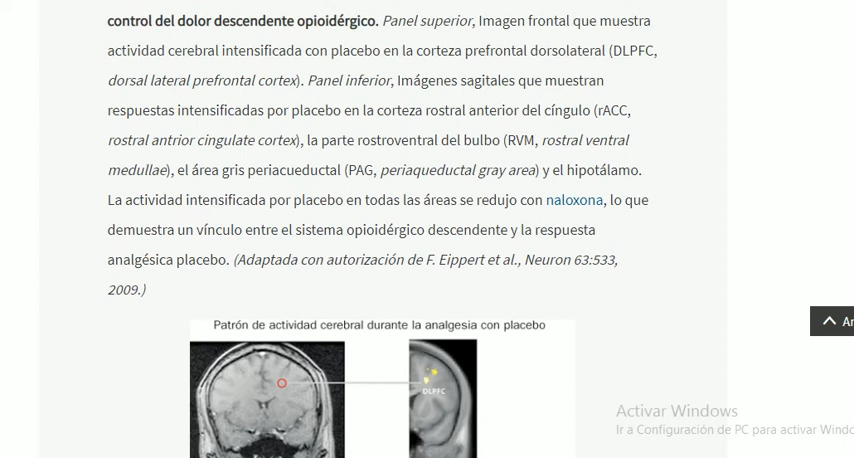 control del dolor descendente opioidérgico. Panel superior, Imagen frontal que muestra
actividad cerebral intensificada con placebo en la corteza prefrontal dorsolateral (DLPFC,
dorsal lateral prefrontal cortex). Panel inferior, Imágenes sagitales que muestran
respuestas intensificadas por placebo en la corteza rostral anterior del cíngulo (rACC,
rostral antrior cingulate cortex), la parte rostroventral del bulbo (RVM, rostral ventral
medullae), el área gris periacueductal (PAG, periaqueductal gray area) y el hipotálamo.
La actividad intensificada por placebo en todas las áreas se redujo con naloxona, lo que
demuestra un vínculo entre el sistema opioidérgico descendente y la respuesta
analgésica placebo. (Adaptada con autorización de F. Eippert et al., Neuron 63:533,
2009.)
Patrón de actividad cerebral durante la analgesia con placebo
DLPFC
Ar
Activar Windows
Ir a Configuración de PC para activar Windo